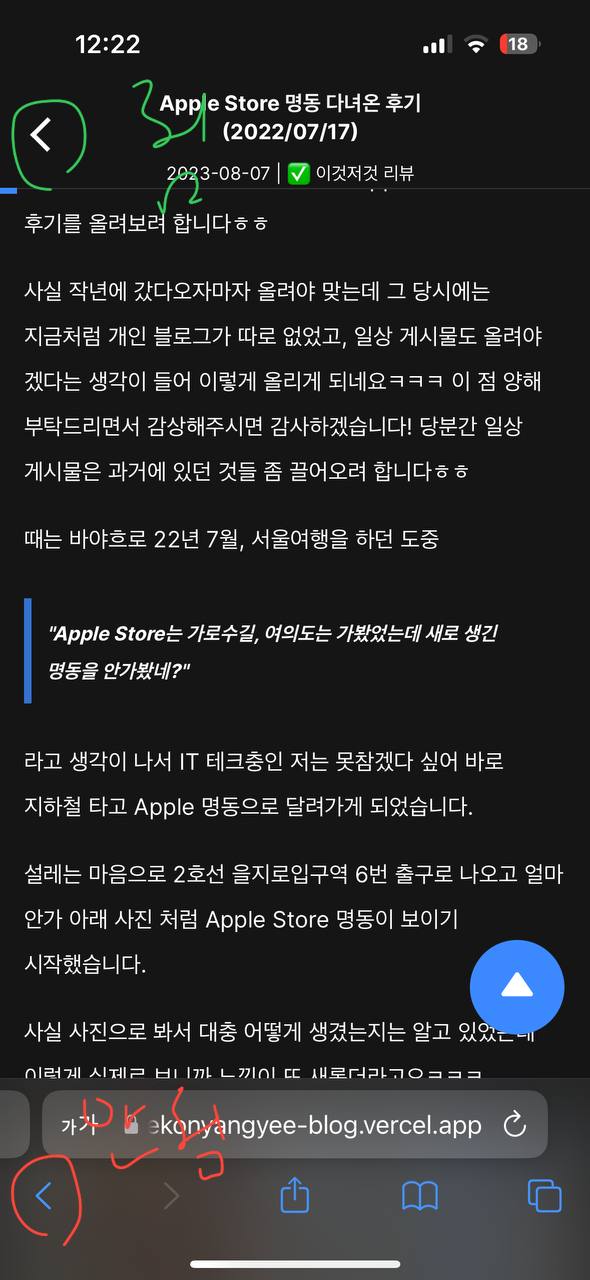 12:22
18
Apple Store 명동 다녀온 후기
(2022/07/17)
2023-08-07 | ✅ 이것저것 리뷰
후기를 올려보려 합니다ㅎㅎ
사실 작년에 갔다오자마자 올려야 맞는데 그 당시에는
지금처럼 개인 블로그가 따로 없었고, 일상 게시물도 올려야
겠다는 생각이 들어 이렇게 올리게 되네요ㅋㅋㅋ 이 점 양해
부탁드리면서 감상해주시면 감사하겠습니다! 당분간 일상
게시물은 과거에 있던 것들 좀 끌어오려 합니다ㅎㅎ
때는 바야흐로 22년 7월, 서울여행을 하던 도중
"Apple Store는 가로수길, 여의도는 가봤었는데 새로 생긴
명동을 안가봤네?"
라고 생각이 나서 IT 테크충인 저는 못참겠다 싶어 바로
지하철 타고 Apple 명동으로 달려가게 되었습니다.
설레는 마음으로 2호선 을지로입구역 6번 출구로 나오고 얼마
안가 아래 사진 처럼 Apple Store 명동이 보이기
시작했습니다.
사실 사진으로 봐서 대충 어떻게 생겼는지는 알고 있었는데
이렇게 실제로 보니까 느낌이 또 새롭더라고요ㅋㅋㅋ
가가 ekonyangyee-blog.vercel.app
안됨